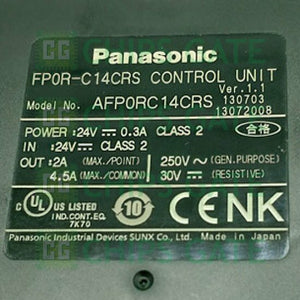 Panasonic
FP0R-C14CRS CONTROL UNIT
Ver.1.1
Model No. AFP0RC14CRS 130703
13072008
POWER:24V⎓ 0.3A CLASS 2
IN :24V⎓ CLASS 2 合格
OUT:2A (MAX./POINT) 250V～(GEN.PURPOSE)
4.5A(MAX./COMMON) 30V⎓ (RESISTIVE)
c UL US LISTED 10 CE NK
IND.CONT.EQ.
7K70
Panasonic Industrial Devices SUNX Co., Ltd. Made in Japan